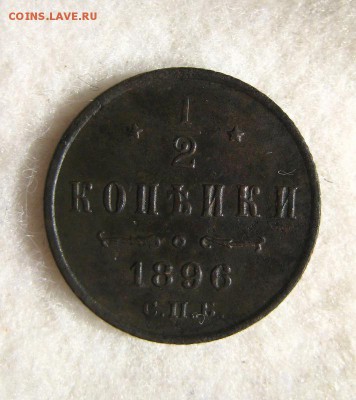 COINS.LAVE.RU
1
2
КОПѢЙКИ
1896
С.П.Б.